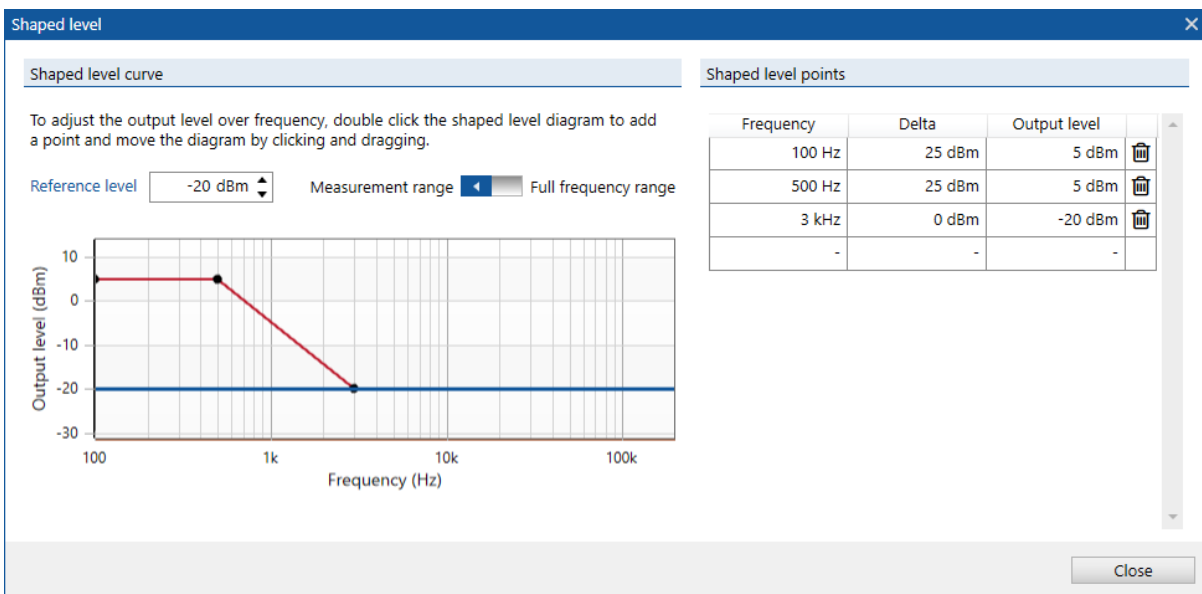 Shaped level
Shaped level curve
To adjust the output level over frequency, double click the shaped level diagram to add
a point and move the diagram by clicking and dragging.
Reference level -20 dBm Measurement range Full frequency range
10
0
-10
-20
-30
Output level (dBm)
100 1k 10k 100k
Frequency (Hz)
Shaped level points
Frequency Delta Output level
100 Hz 25 dBm 5 dBm
500 Hz 25 dBm 5 dBm
3 kHz 0 dBm -20 dBm
- - -
Close